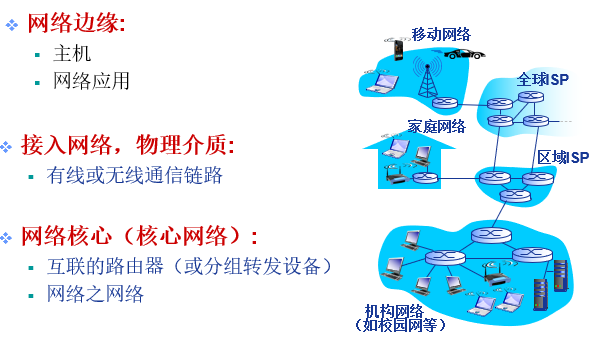 网络边缘:
主机
网络应用
接入网络，物理介质:
有线或无线通信链路
网络核心（核心网络）:
互联的路由器（或分组转发设备）
网络之网络
移动网络
全球ISP
家庭网络
区域ISP
机构网络
（如校园网等）